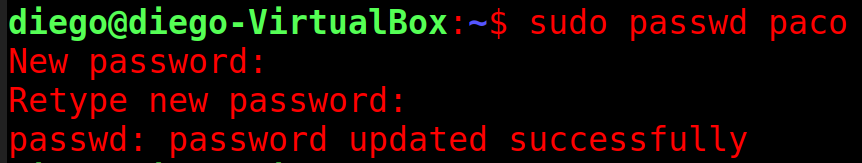 diego@diego-VirtualBox:~$ sudo passwd paco
New password:
Retype new password:
passwd: password updated successfully